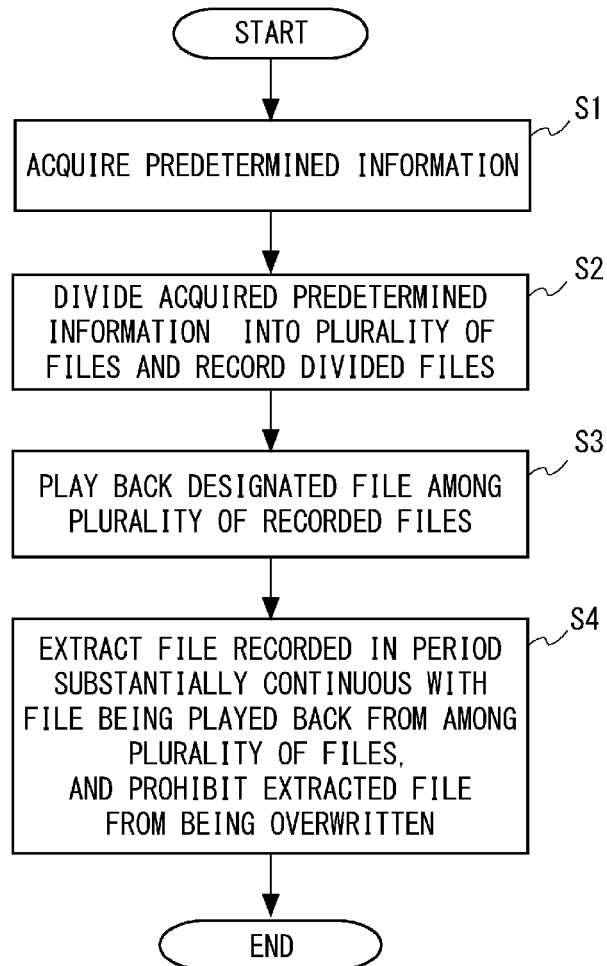 START
S1
ACQUIRE PREDETERMINED INFORMATION
S2
DIVIDE ACQUIRED PREDETERMINED
INFORMATION INTO PLURALITY OF
FILES AND RECORD DIVIDED FILES
S3
PLAY BACK DESIGNATED FILE AMONG
PLURALITY OF RECORDED FILES
S4
EXTRACT FILE RECORDED IN PERIOD
SUBSTANTIALLY CONTINUOUS WITH
FILE BEING PLAYED BACK FROM AMONG
PLURALITY OF FILES,
AND PROHIBIT EXTRACTED FILE
FROM BEING OVERWRITTEN
END